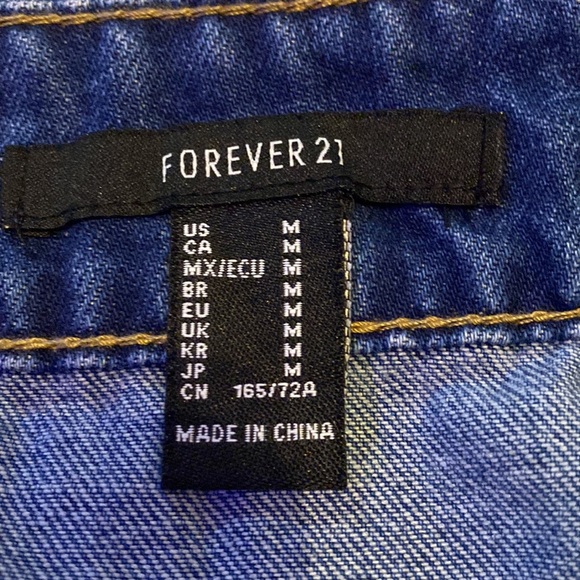 FOREVER 21
US M
CA M
MX/ECU M
BR M
EU M
UK M
KR M
JP M
CN 165/72A
MADE IN CHINA